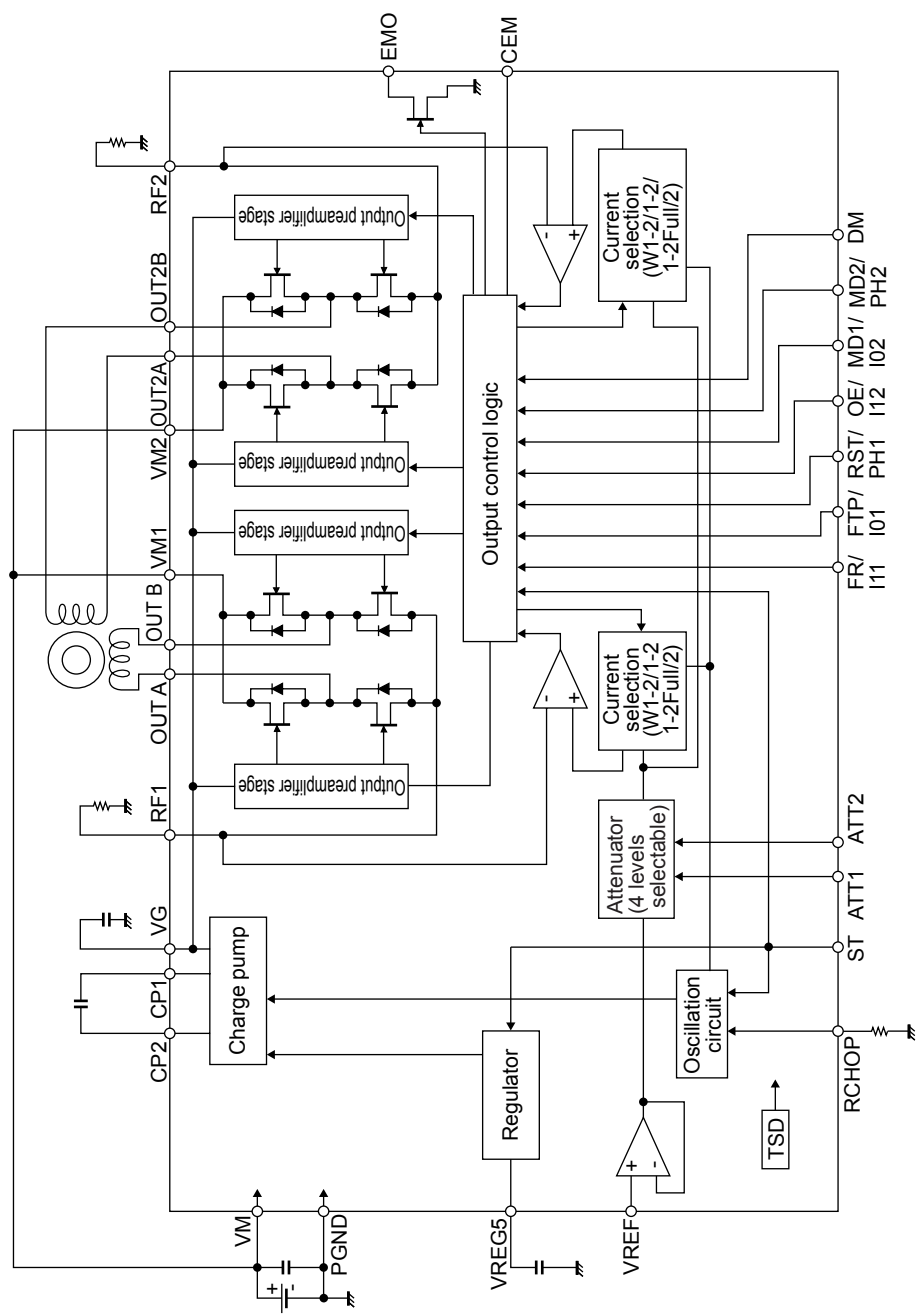 EMO
CEM
RF2
OUT2B
OUT2A
VM2
VM1
OUT B
OUT A
RF1
VG
CP1
CP2
VM
PGND
VREG5
VREF
+
-
Output preamplifier stage
Output preamplifier stage
Output preamplifier stage
Output preamplifier stage
Output control logic
-
+
-
+
Current
selection
(W1-2/1-2/
1-2Full/2)
Current
selection
(W1-2/1-2
1-2Full/2)
Attenuator
(4 levels
selectable)
Charge pump
Regulator
Oscillation
circuit
TSD
+
-
DM
MD2/
PH2
MD1/
I02
OE/
I12
RST/
PH1
FTP/
I01
FR/
I11
ATT2
ATT1
ST
RCHOP